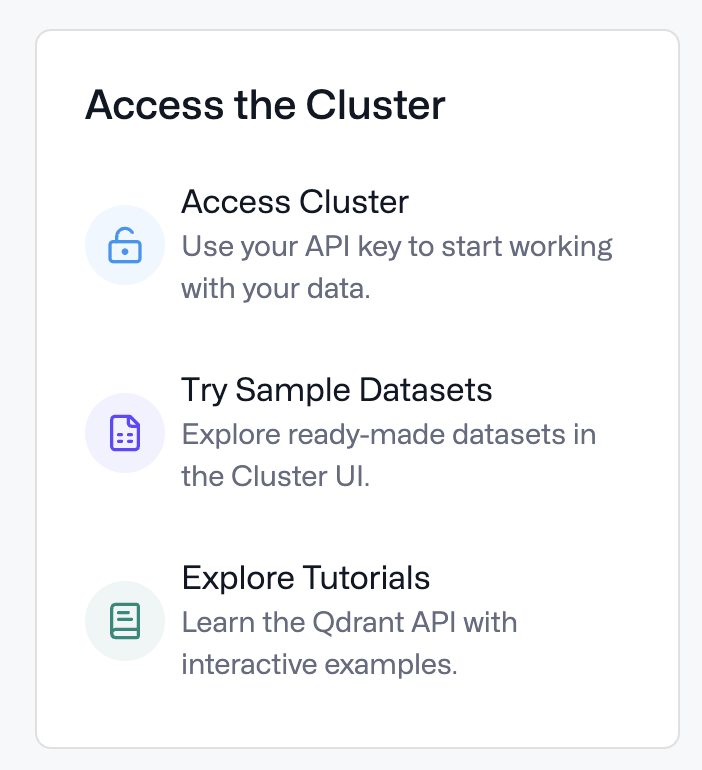 Access the Cluster
Access Cluster
Use your API key to start working
with your data.
Try Sample Datasets
Explore ready-made datasets in
the Cluster UI.
Explore Tutorials
Learn the Qdrant API with
interactive examples.